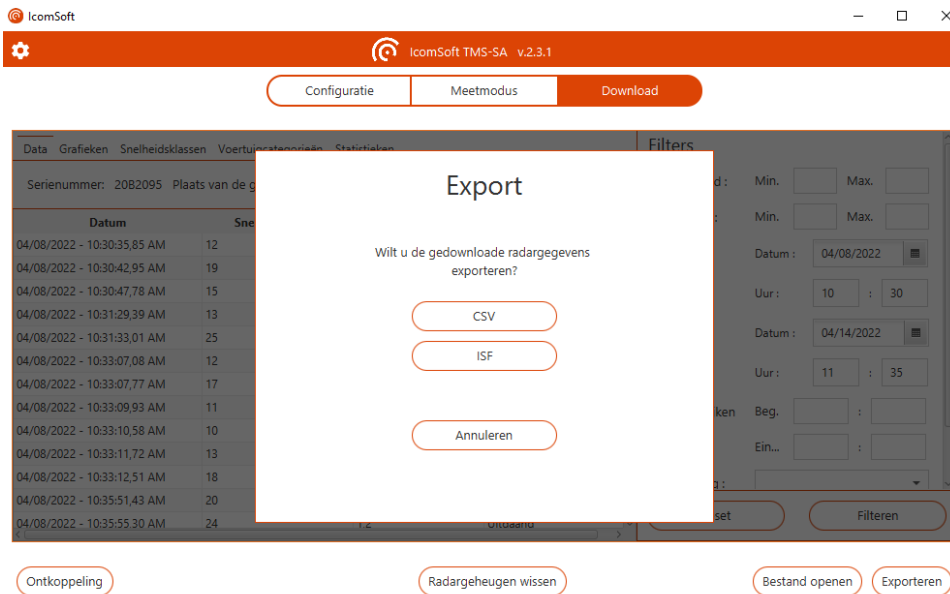 IcomSoft
IcomSoft TMS-SA v.2.3.1
Configuratie Meetmodus Download
Data Grafieken Snelheidsklassen Voertuigcategorieën Statistieken
Serienummer: 20B2095 Plaats van de g
Datum Sne
04/08/2022 - 10:30:35,85 AM 12
04/08/2022 - 10:30:42,95 AM 19
04/08/2022 - 10:30:47,78 AM 15
04/08/2022 - 10:31:29,39 AM 13
04/08/2022 - 10:31:33,01 AM 25
04/08/2022 - 10:33:07,08 AM 12
04/08/2022 - 10:33:07,77 AM 17
04/08/2022 - 10:33:09,93 AM 11
04/08/2022 - 10:33:10,58 AM 10
04/08/2022 - 10:33:11,72 AM 13
04/08/2022 - 10:33:12,51 AM 18
04/08/2022 - 10:35:51,43 AM 20
04/08/2022 - 10:35:55,30 AM 24 1.2 Uitgaand
Export
Wilt u de gedownloade radargegevens
exporteren?
CSV
ISF
Annuleren
Filters
d : Min. Max.
: Min. Max.
Datum : 04/08/2022
Uur : 10 : 30
Datum : 04/14/2022
Uur : 11 : 35
ken Beg. :
Ein... :
g :
set Filteren
Ontkoppeling Radargeheugen wissen Bestand openen Exporteren